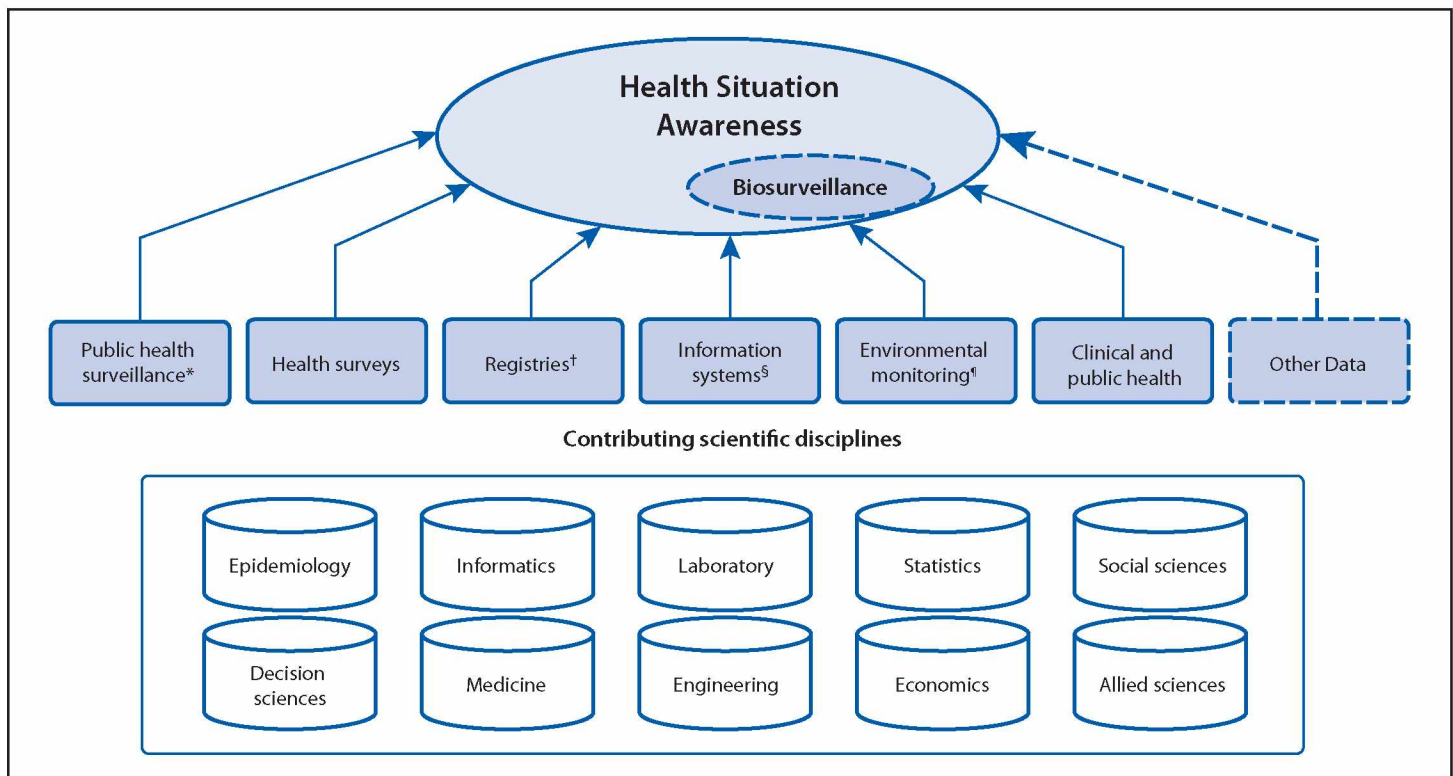 Health Situation
Awareness
Biosurveillance
Public health
surveillance*
Health surveys
Registries†
Information
systems§
Environmental
monitoring¶
Clinical and
public health
Other Data
Contributing scientific disciplines
Epidemiology
Informatics
Laboratory
Statistics
Social sciences
Decision
sciences
Medicine
Engineering
Economics
Allied sciences